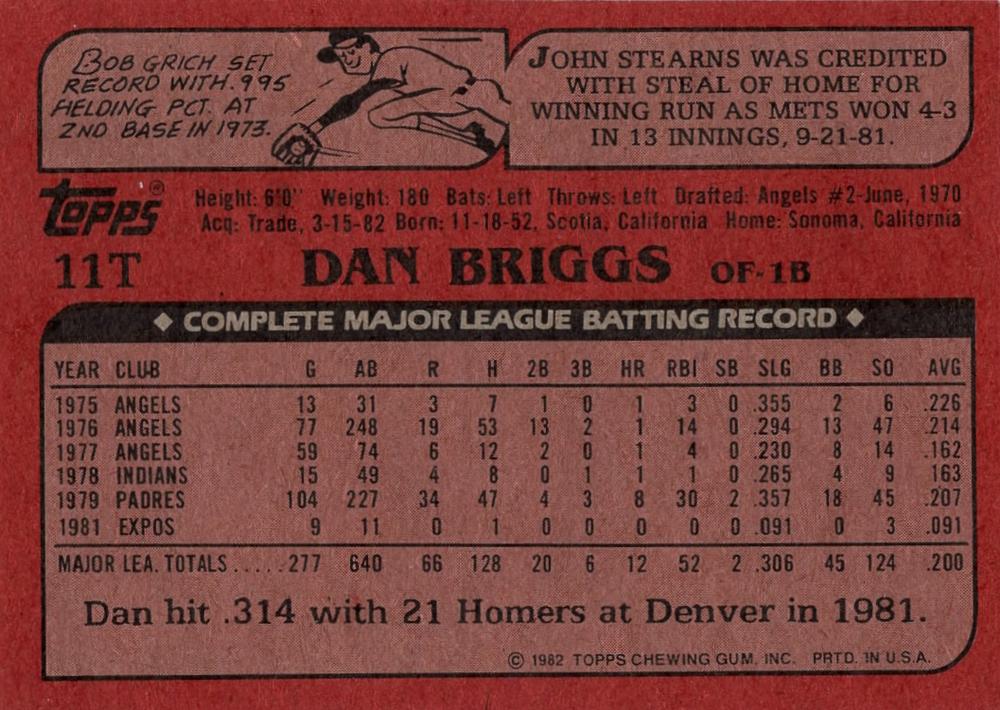 BOB GRICH SET
RECORD WITH .995
FIELDING PCT. AT
2ND BASE IN 1973.
JOHN STEARNS WAS CREDITED
WITH STEAL OF HOME FOR
WINNING RUN AS METS WON 4-3
IN 13 INNINGS, 9-21-81.
TOPPS®
Height: 6'0" Weight: 180 Bats: Left Throws: Left Drafted: Angels #2-June, 1970
Acq: Trade, 3-15-82 Born: 11-18-52, Scotia, California Home: Sonoma, California
11T DAN BRIGGS OF-1B
◆ COMPLETE MAJOR LEAGUE BATTING RECORD ◆
YEAR CLUB G AB R H 2B 3B HR RBI SB SLG BB SO AVG
1975 ANGELS 13 31 3 7 1 0 1 3 0 .355 2 6 .226
1976 ANGELS 77 248 19 53 13 2 1 14 0 .294 13 47 .214
1977 ANGELS 59 74 6 12 2 0 1 4 0 .230 8 14 .162
1978 INDIANS 15 49 4 8 0 1 1 1 0 .265 4 9 163
1979 PADRES 104 227 34 47 4 3 8 30 2 .357 18 45 .207
1981 EXPOS 9 11 0 1 0 0 0 0 0 .091 0 3 .091
MAJOR LEA. TOTALS.....277 640 66 128 20 6 12 52 2 .306 45 124 .200
Dan hit .314 with 21 Homers at Denver in 1981.
© 1982 TOPPS CHEWING GUM, INC. PRTD. IN U.S.A.